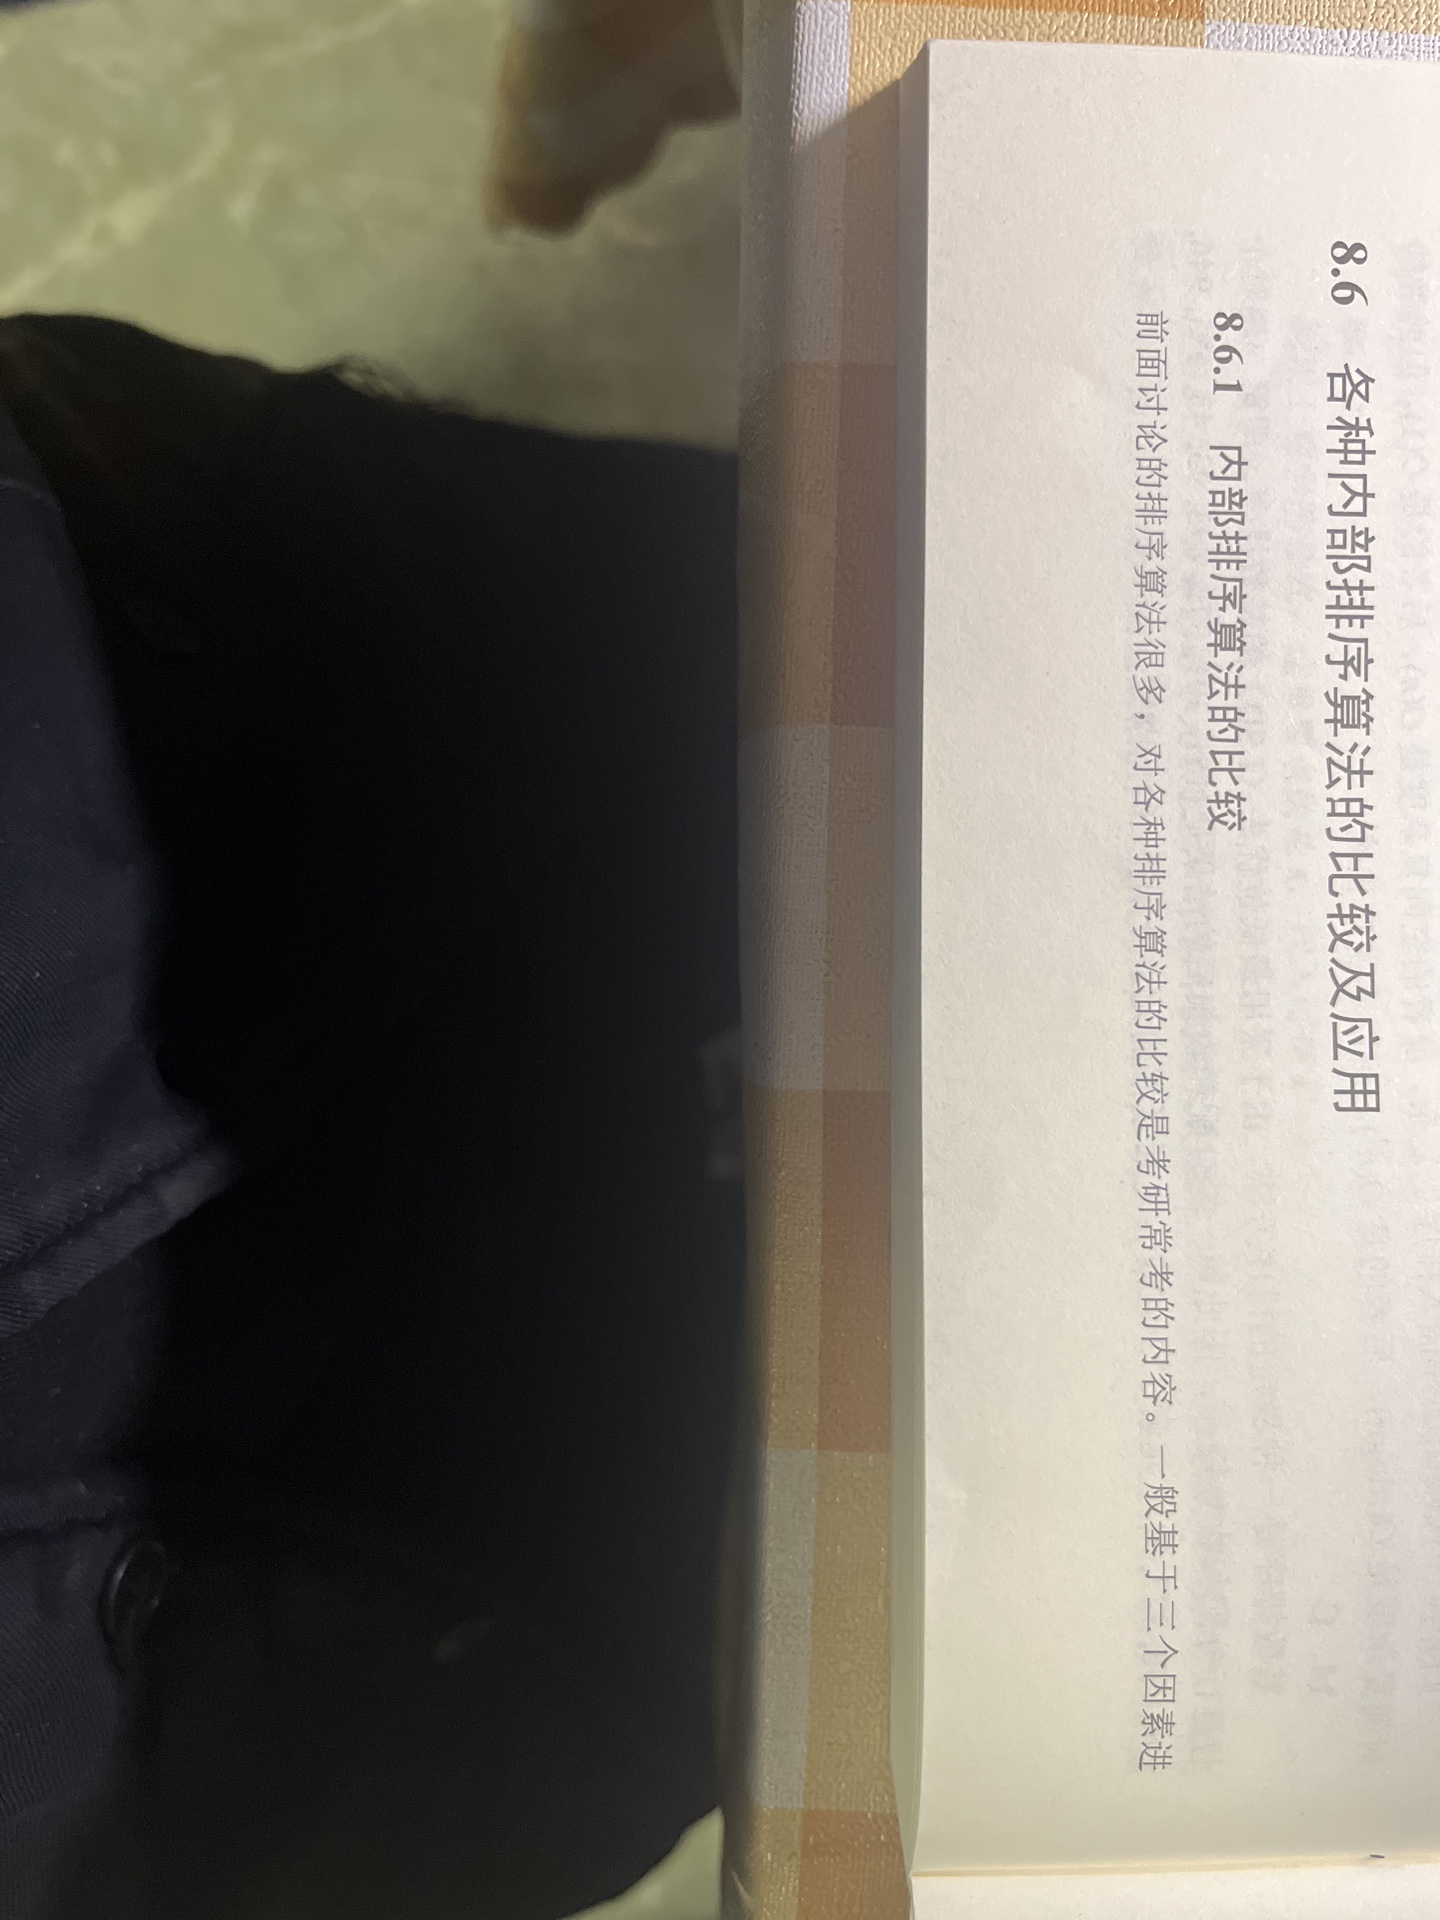 8.6 各种内部排序算法的比较及应用
8.6.1 内部排序算法的比较
前面讨论的排序算法很多，对各种排序算法的比较是考研常考的内容。一般基于三个因素进